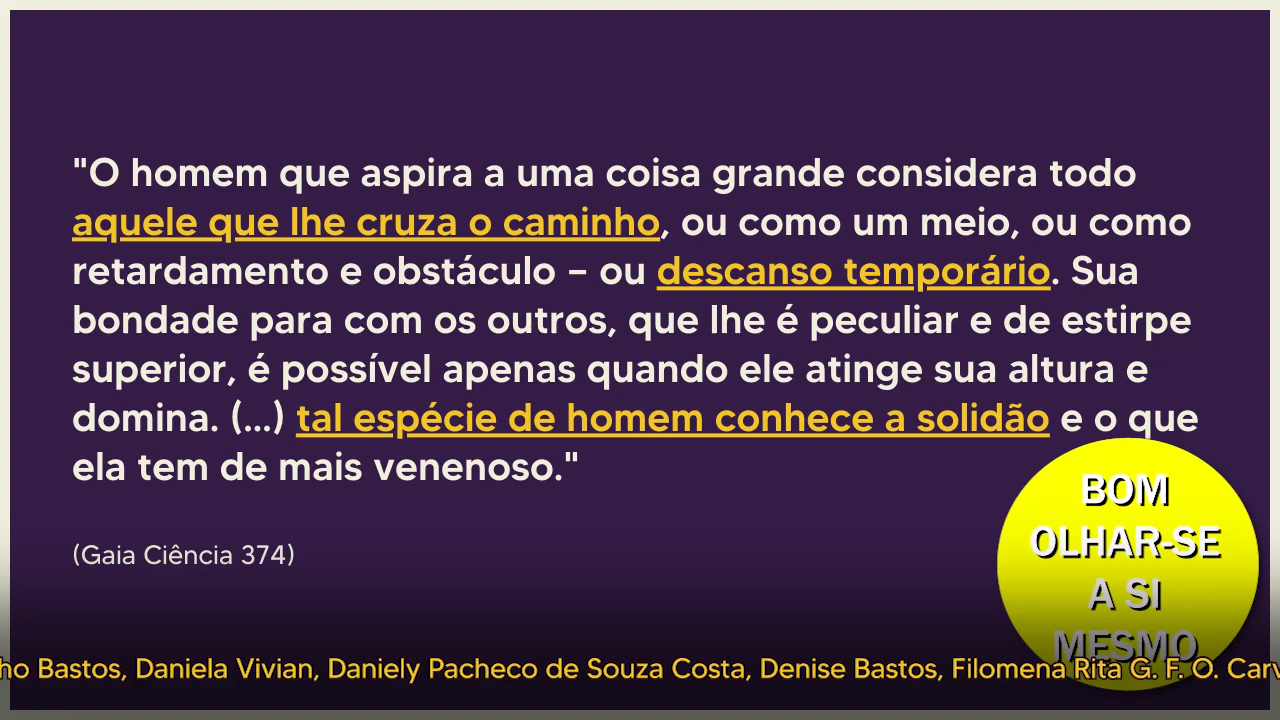 "O homem que aspira a uma coisa grande considera todo
aquele que lhe cruza o caminho, ou como um meio, ou como
retardamento e obstáculo – ou descanso temporário. Sua
bondade para com os outros, que lhe é peculiar e de estirpe
superior, é possível apenas quando ele atinge sua altura e
domina. (...) tal espécie de homem conhece a solidão e o que
ela tem de mais venenoso."
(Gaia Ciência 374)
BOM
OLHAR-SE
A SI
MESMO
Bastos, Daniela Vivian, Daniely Pacheco de Souza Costa, Denise Bastos, Filomena Rita G. F. O.